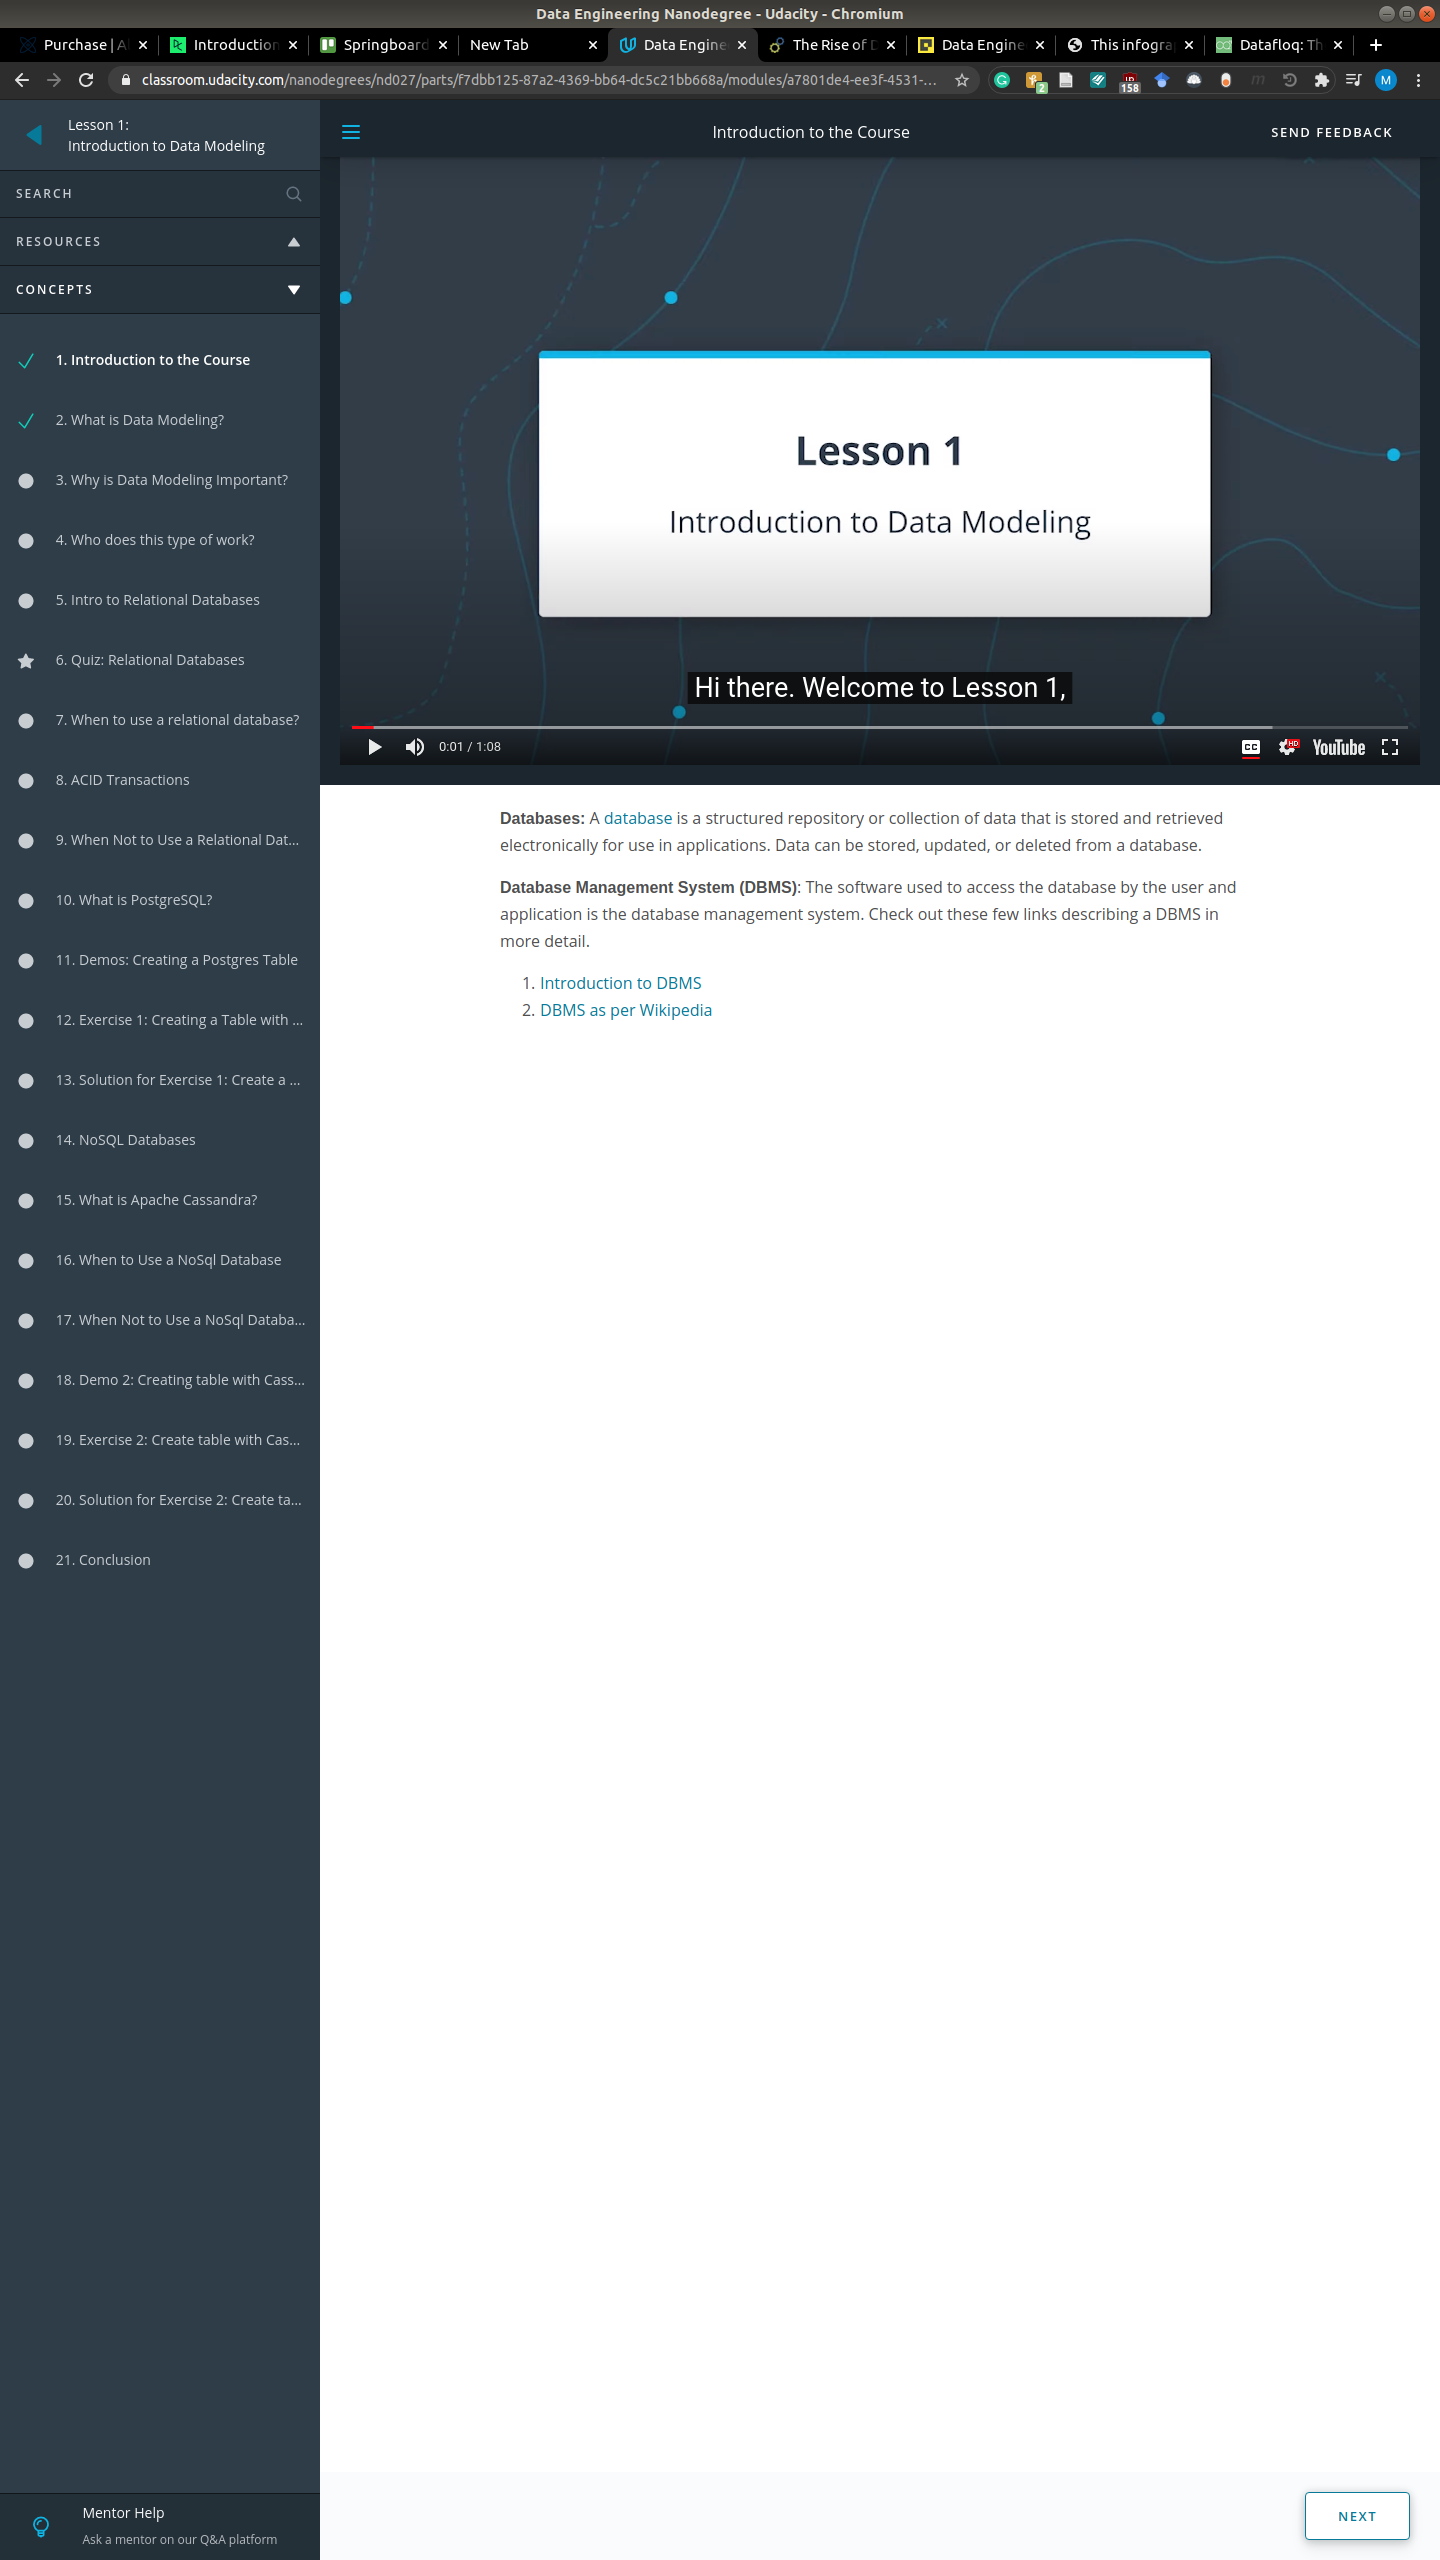 Data Engineering Nanodegree - Udacity - Chromium
Purchase | A
Introduction
Springboard
New Tab
Data Engine
The Rise of D
Data Engine
This infogra
Datafloq: Th
classroom.udacity.com/nanodegrees/nd027/parts/f7dbb125-87a2-4369-bb64-dc5c21bb668a/modules/a7801de4-ee3f-4531-...
2
158
M
Lesson 1:
Introduction to Data Modeling
Introduction to the Course
SEND FEEDBACK
SEARCH
RESOURCES
CONCEPTS
1. Introduction to the Course
2. What is Data Modeling?
3. Why is Data Modeling Important?
4. Who does this type of work?
5. Intro to Relational Databases
6. Quiz: Relational Databases
7. When to use a relational database?
8. ACID Transactions
9. When Not to Use a Relational Dat...
10. What is PostgreSQL?
11. Demos: Creating a Postgres Table
12. Exercise 1: Creating a Table with ...
13. Solution for Exercise 1: Create a ...
14. NoSQL Databases
15. What is Apache Cassandra?
16. When to Use a NoSql Database
17. When Not to Use a NoSql Databa...
18. Demo 2: Creating table with Cass...
19. Exercise 2: Create table with Cas...
20. Solution for Exercise 2: Create ta...
21. Conclusion
Mentor Help
Ask a mentor on our Q&A platform
Lesson 1
Introduction to Data Modeling
Hi there. Welcome to Lesson 1,
0:01 / 1:08
CC
HD
YouTube
Databases: A database is a structured repository or collection of data that is stored and retrieved
electronically for use in applications. Data can be stored, updated, or deleted from a database.
Database Management System (DBMS): The software used to access the database by the user and
application is the database management system. Check out these few links describing a DBMS in
more detail.
1. Introduction to DBMS
2. DBMS as per Wikipedia
NEXT